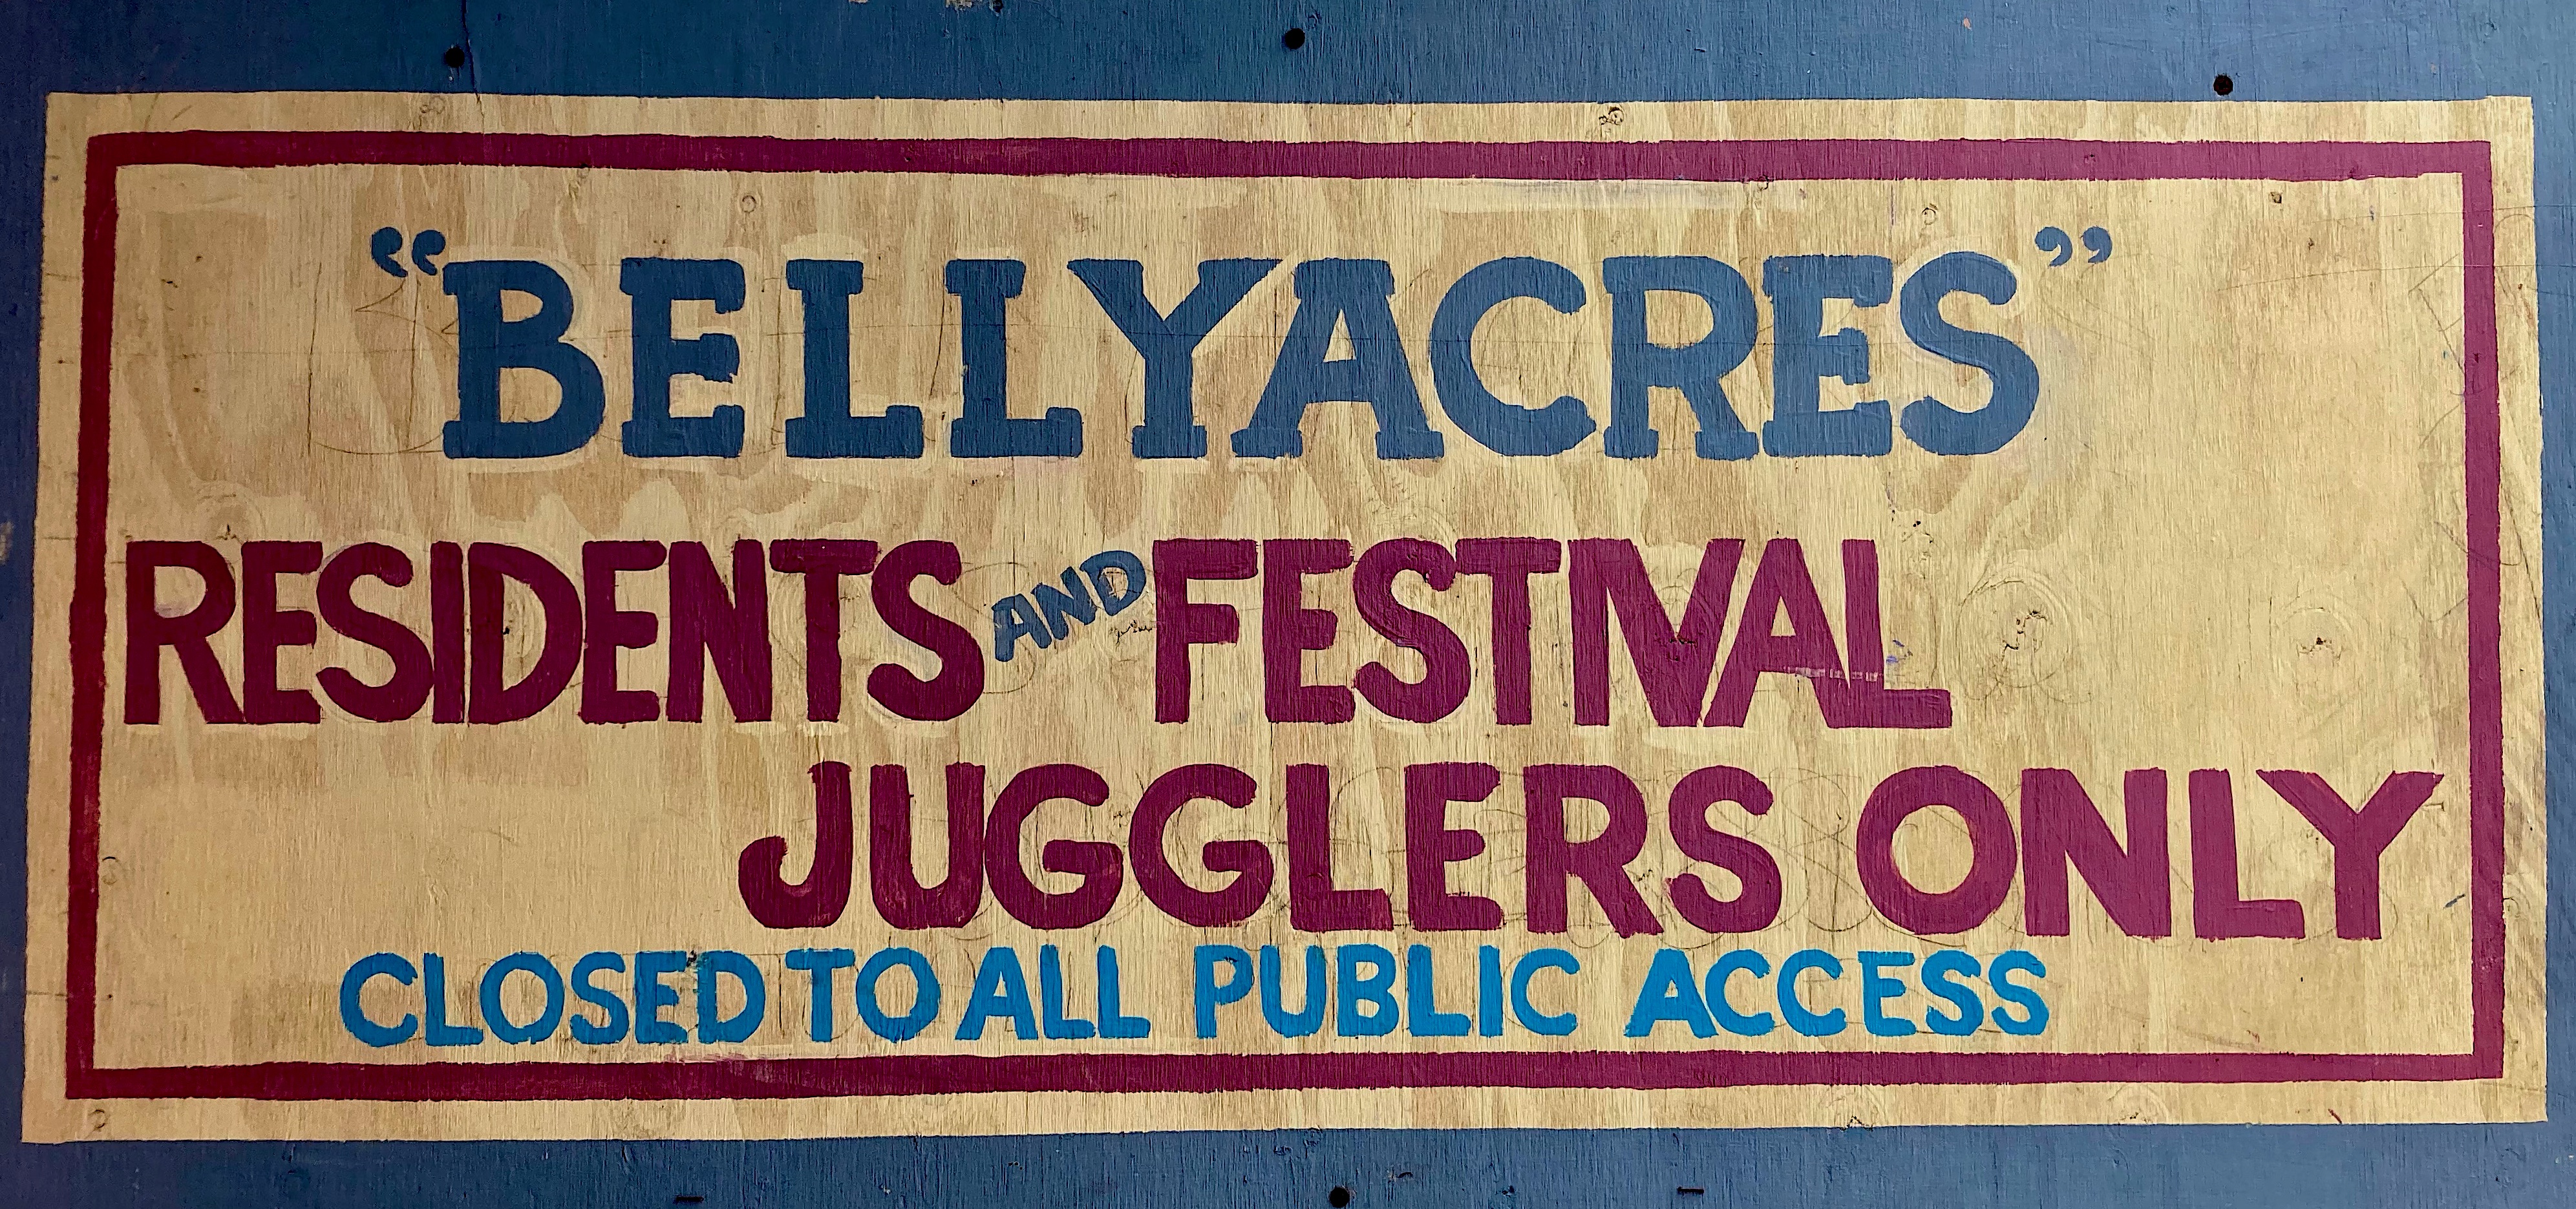 “BELLYACRES”
RESIDENTS AND FESTIVAL
JUGGLERS ONLY
CLOSED TO ALL PUBLIC ACCESS